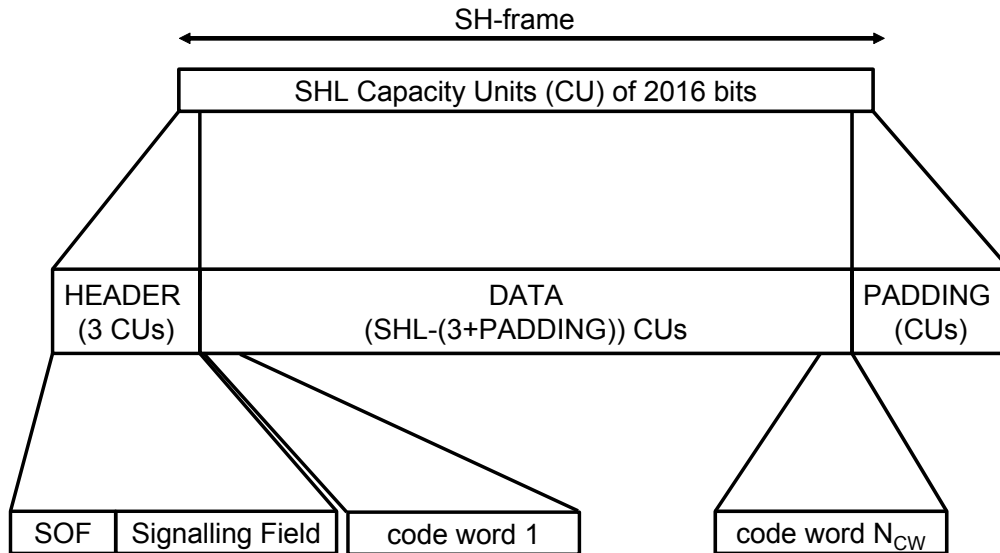 SH-frame
SHL Capacity Units (CU) of 2016 bits
HEADER
(3 CUs)
DATA
(SHL-(3+PADDING)) CUs
PADDING
(CUs)
SOF
Signalling Field
code word 1
code word N_CW